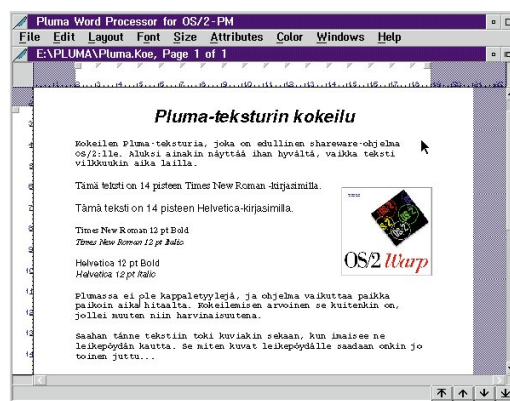 Pluma Word Processor for OS/2-PM
File Edit Layout Font Size Attributes Color Windows Help
E:\PLUMA\Pluma.Koe, Page 1 of 1
Pluma-teksturin kokeilu
Kokeilen Pluma-teksturia, joka on edullinen shareware-ohjelma
OS/2:lle. Aluksi ainakin näyttää ihan hyvältä, vaikka teksti
vilkkuukin aika lailla.
Tämä teksti on 14 pisteen Times New Roman -kirjasimilla.
Tämä teksti on 14 pisteen Helvetica-kirjasimilla.
Times New Roman 12 pt Bold
Times New Roman 12 pt Italic
OS/2 Warp
Helvetica 12 pt Bold
Helvetica 12 pt Italic
Plumassa ei ole kappaletyylejä, ja ohjelma vaikuttaa paikka
paikoin aika hitaalta. Kokeilemisen arvoinen se kuitenkin on,
jollei muuten niin harvinaisuutena.
Saahan tänne tekstiin toki kuviakin sekaan, kun imaisee ne
leikepöydän kautta. Se miten kuvat leikepöydälle saadaan onkin jo
toinen juttu...